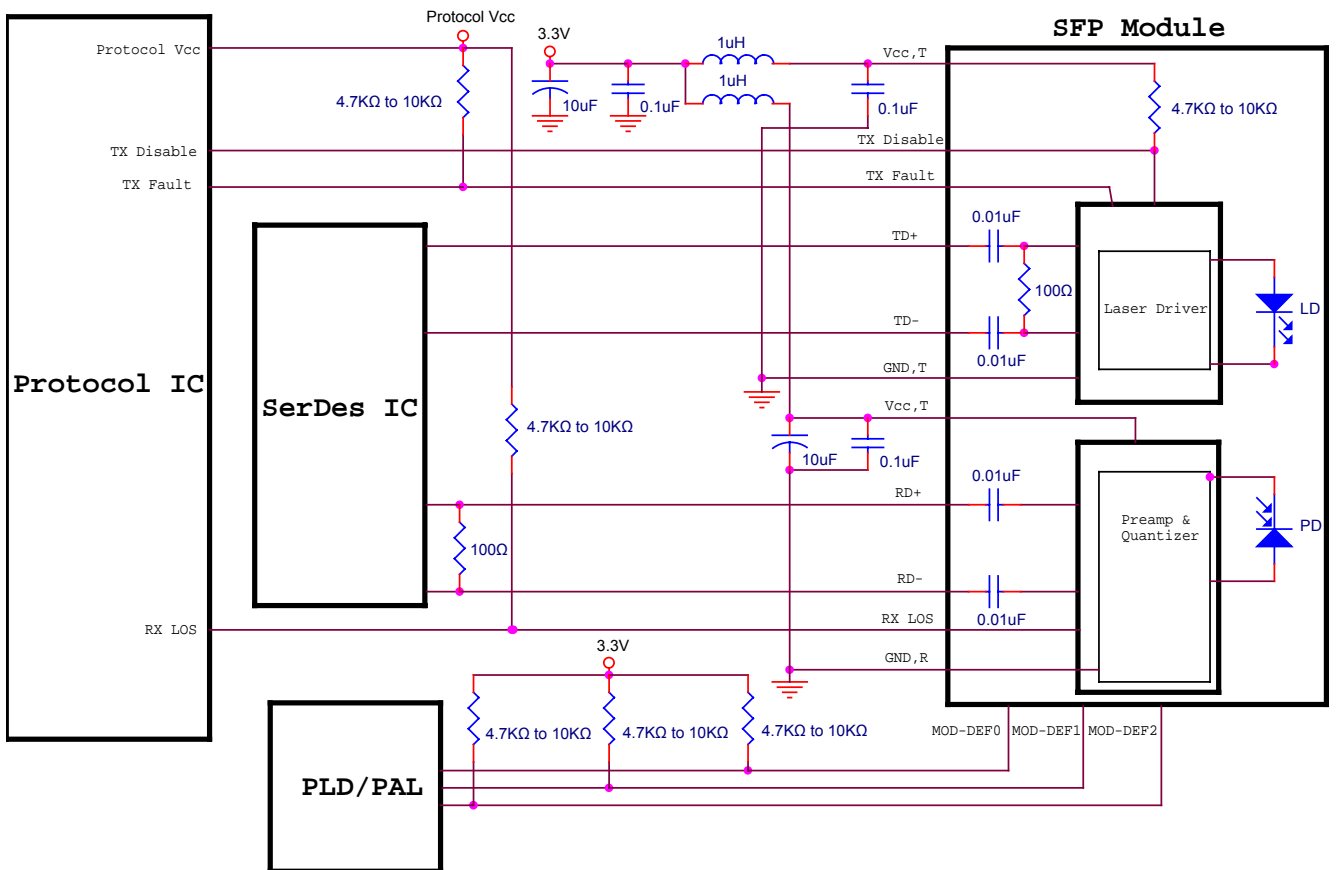 Protocol Vcc
3.3V
SFP Module
Protocol Vcc
1uH
Vcc,T
4.7KΩ to 10KΩ
10uF
0.1uF
1uH
0.1uF
4.7KΩ to 10KΩ
TX Disable
TX Disable
TX Fault
TX Fault
0.01uF
TD+
100Ω
Laser Driver
LD
TD-
0.01uF
GND,T
Protocol IC
SerDes IC
Vcc,T
4.7KΩ to 10KΩ
10uF
0.1uF
0.01uF
RD+
Preamp &
Quantizer
PD
100Ω
RD-
0.01uF
RX LOS
RX LOS
GND,R
3.3V
4.7KΩ to 10KΩ
4.7KΩ to 10KΩ
4.7KΩ to 10KΩ
MOD-DEF0
MOD-DEF1
MOD-DEF2
PLD/PAL